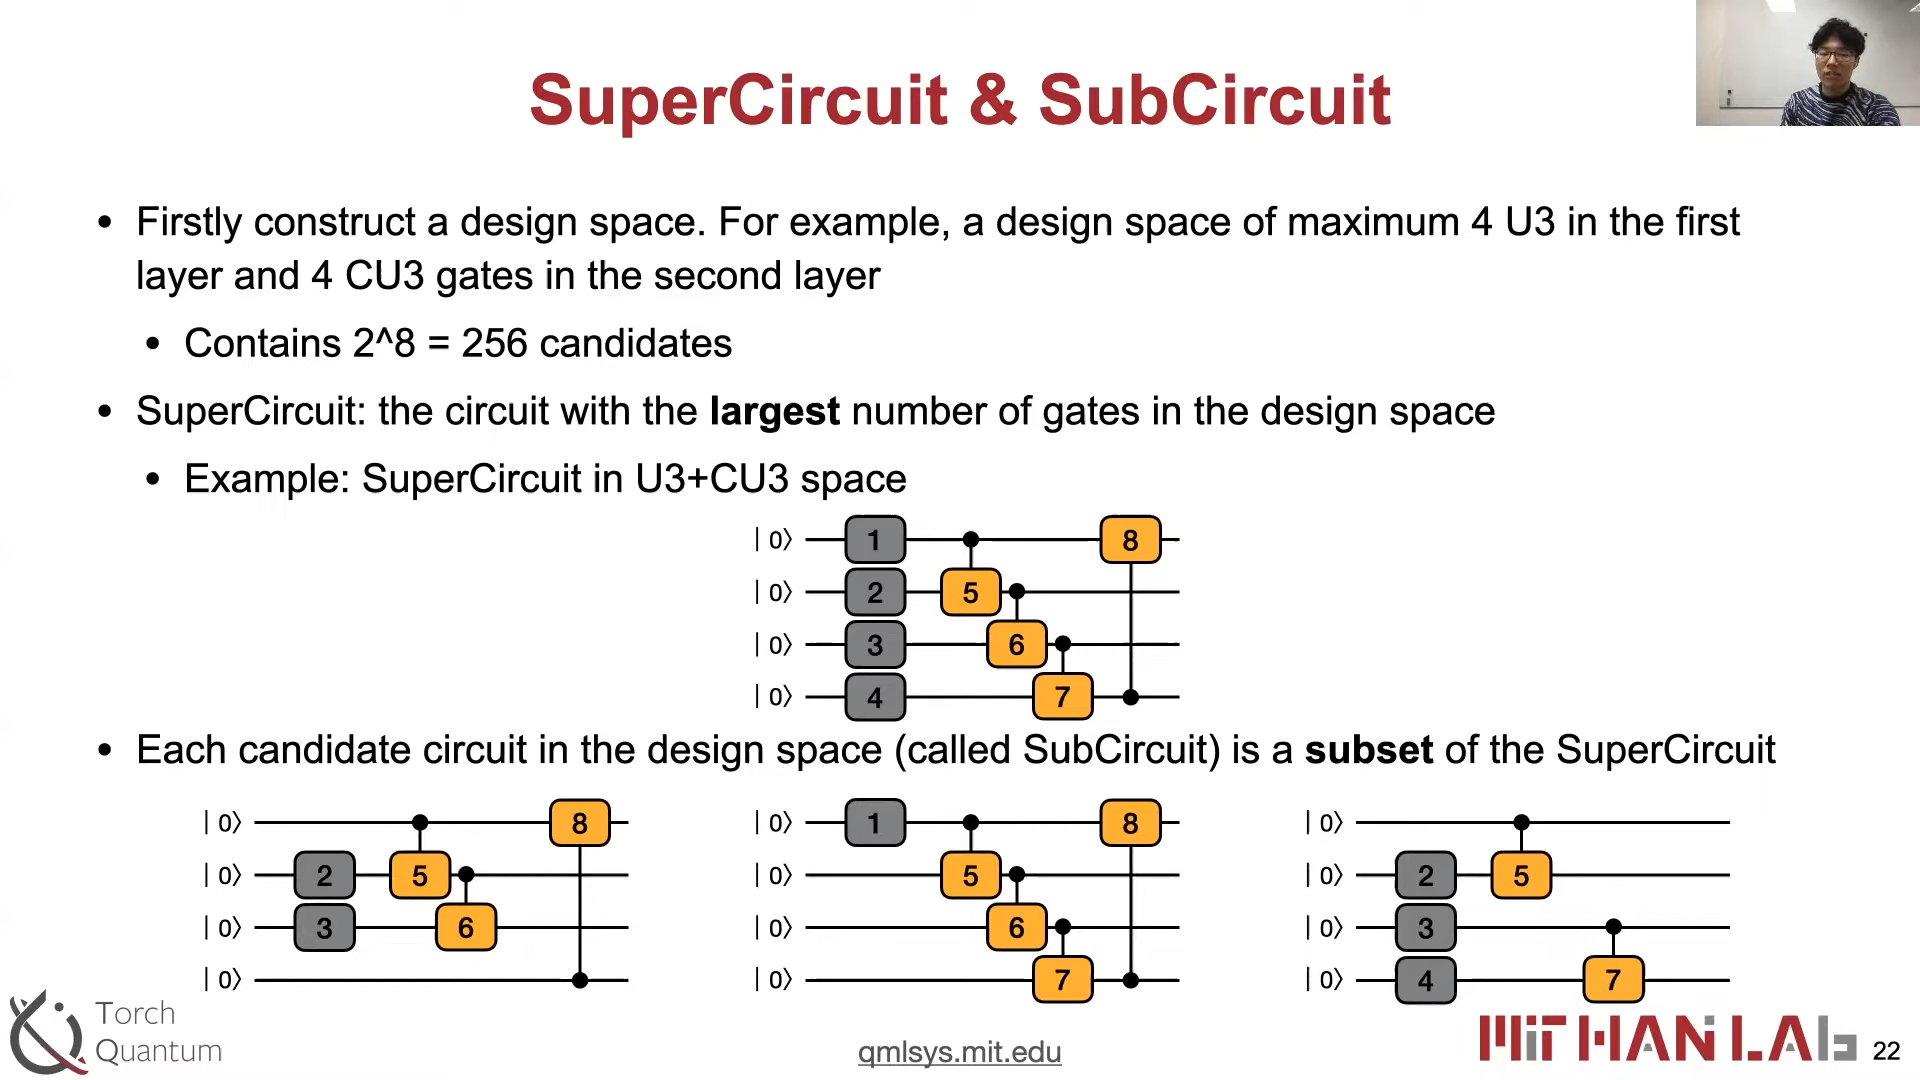 SuperCircuit & SubCircuit
• Firstly construct a design space. For example, a design space of maximum 4 U3 in the first
layer and 4 CU3 gates in the second layer
• Contains 2^8 = 256 candidates
• SuperCircuit: the circuit with the largest number of gates in the design space
• Example: SuperCircuit in U3+CU3 space
| 0⟩ 1 8
| 0⟩ 2 5
| 0⟩ 3 6
| 0⟩ 4 7
• Each candidate circuit in the design space (called SubCircuit) is a subset of the SuperCircuit
| 0⟩ 8
| 0⟩ 2 5
| 0⟩ 3 6
| 0⟩
| 0⟩ 1 8
| 0⟩ 5
| 0⟩ 6
| 0⟩ 7
| 0⟩
| 0⟩ 2 5
| 0⟩ 3
| 0⟩ 4 7
Torch
Quantum
qmlsys.mit.edu
MIT HAN LAB
22